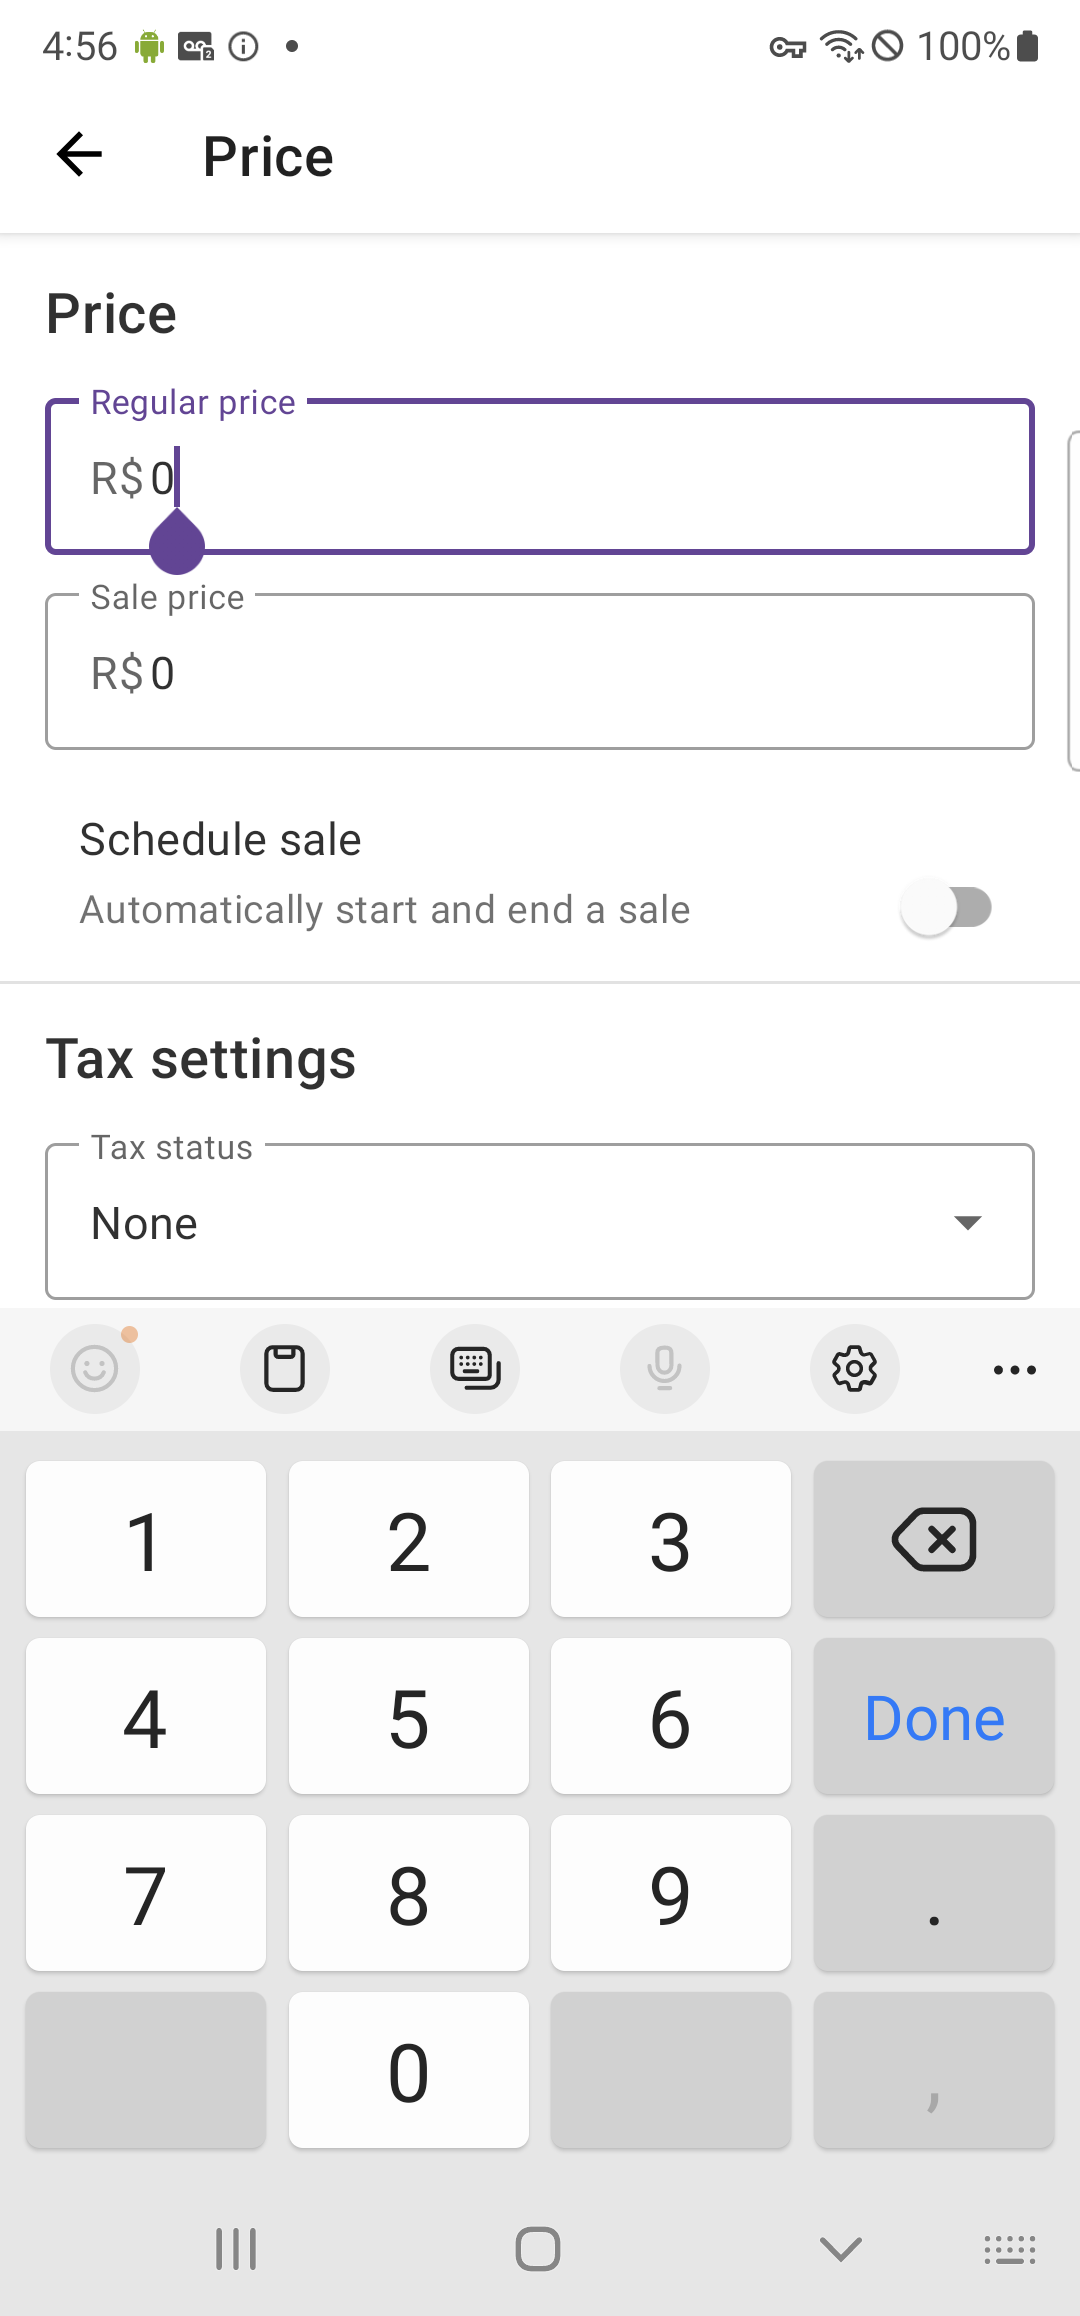 4:56 100%
Price
Price
Regular price
R$ 0
Sale price
R$ 0
Schedule sale
Automatically start and end a sale
Tax settings
Tax status
None
1 2 3
4 5 6 Done
7 8 9 .
0 ,